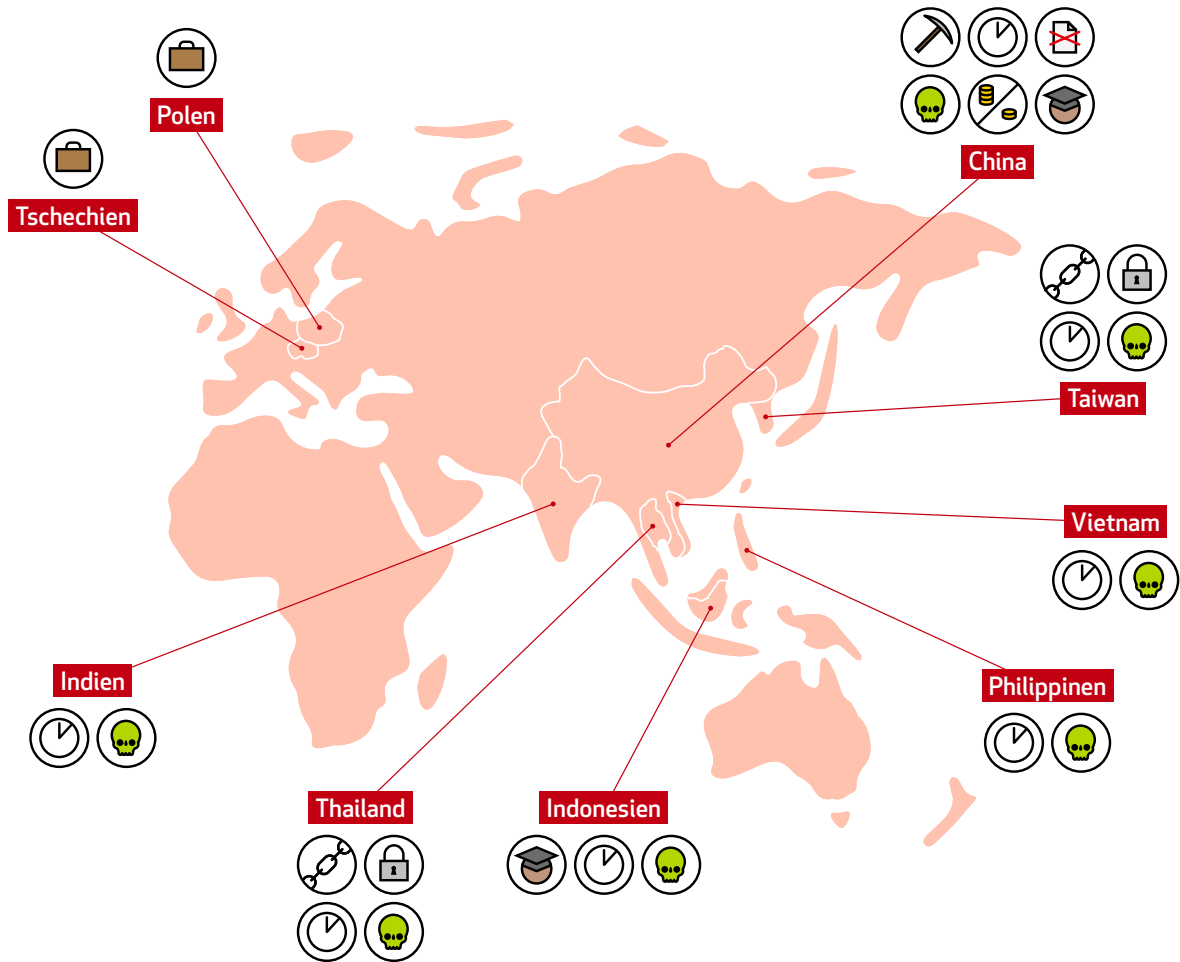 Polen
China
Tschechien
Taiwan
Vietnam
Indien
Philippinen
Thailand
Indonesien